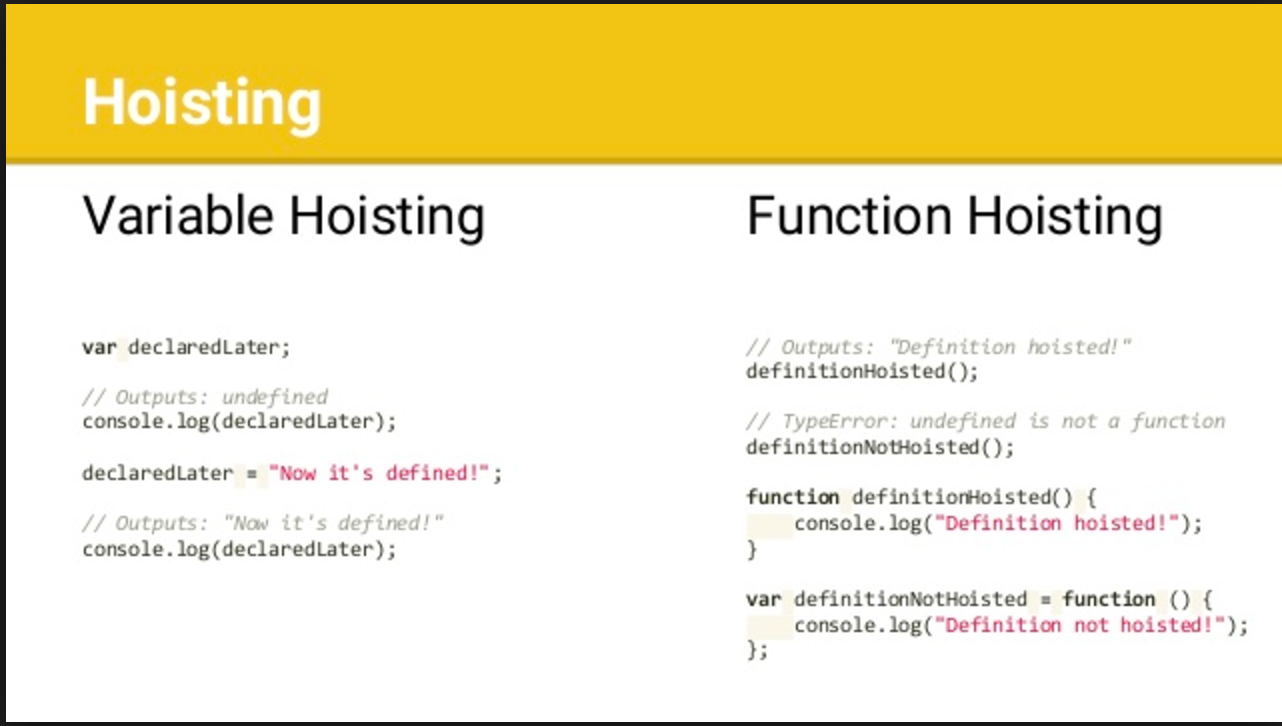 Hoisting
Variable Hoisting
var declaredLater;
// Outputs: undefined
console.log(declaredLater);
declaredLater = "Now it's defined!";
// Outputs: "Now it's defined!"
console.log(declaredLater);
Function Hoisting
// Outputs: "Definition hoisted!"
definitionHoisted();
// TypeError: undefined is not a function
definitionNotHoisted();
function definitionHoisted() {
    console.log("Definition hoisted!");
}
var definitionNotHoisted = function () {
    console.log("Definition not hoisted!");
};